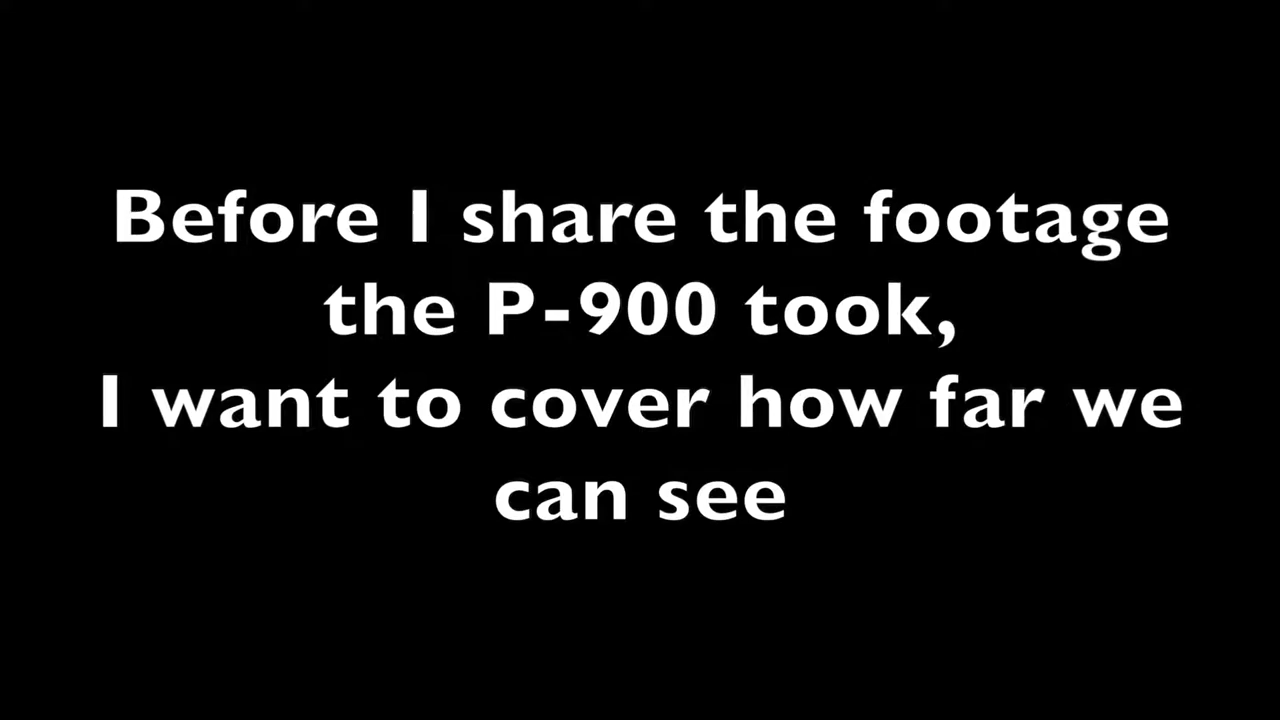 Before I share the footage
the P-900 took,
I want to cover how far we
can see